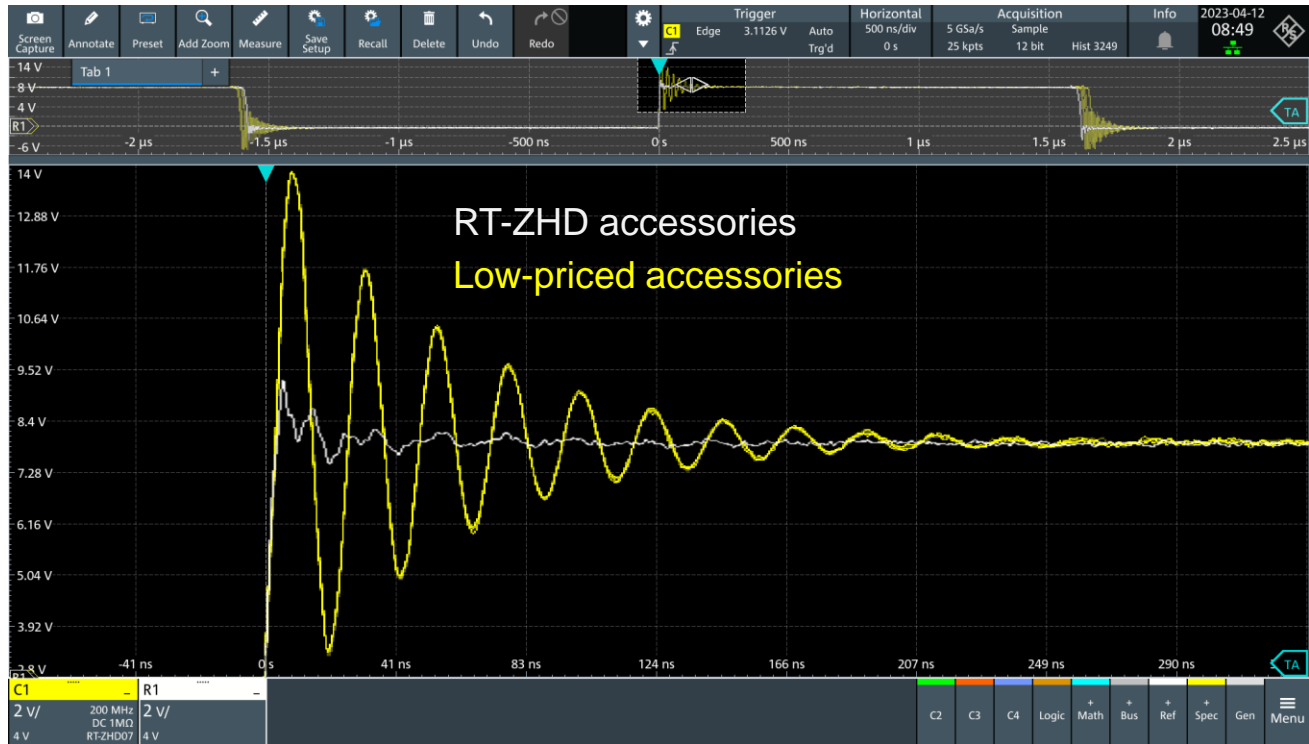 Screen Capture Annotate Preset Add Zoom Measure Save Setup Recall Delete Undo Redo
Trigger Horizontal Acquisition Info 2023-04-12
C1 Edge 3.1126 V Auto 500 ns/div 5 GSa/s Sample 08:49
Trg'd 0 s 25 kpts 12 bit Hist 3249
14 V Tab 1 +
8 V
4 V
R1 TA
-6 V -2 µs -1.5 µs -1 µs -500 ns 0 s 500 ns 1 µs 1.5 µs 2 µs 2.5 µs
14 V
12.88 V
RT-ZHD accessories
11.76 V
Low-priced accessories
10.64 V
9.52 V
8.4 V
7.28 V
6.16 V
5.04 V
3.92 V
-41 ns 0 s 41 ns 83 ns 124 ns 166 ns 207 ns 249 ns 290 ns TA
C1 R1
2 V/ 200 MHz 2 V/
DC 1MΩ
4 V RT-ZHD07 4 V
C2 C3 C4 Logic + Math + Bus + Ref + Spec Gen Menu